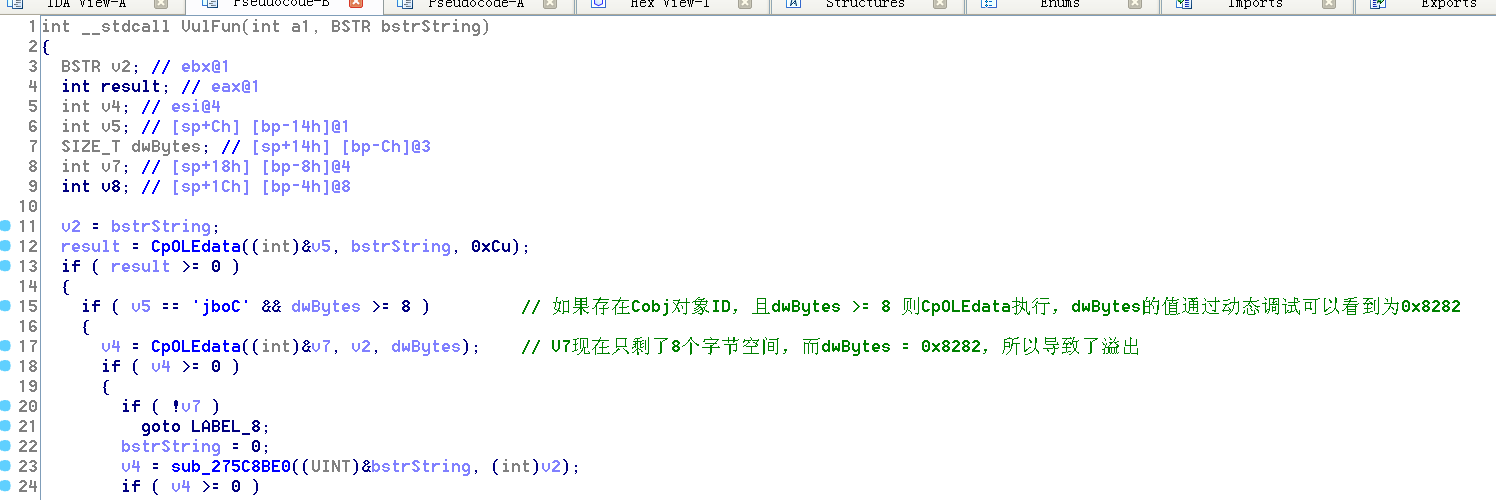 IDA View-A Pseudocode-B Pseudocode-A Hex View-1 Structures Enums Imports Exports
1 int __stdcall VulFun(int a1, BSTR bstrString)
2 {
3 BSTR v2; // ebx@1
4 int result; // eax@1
5 int v4; // esi@4
6 int v5; // [sp+Ch] [bp-14h]@1
7 SIZE_T dwBytes; // [sp+14h] [bp-Ch]@3
8 int v7; // [sp+18h] [bp-8h]@4
9 int v8; // [sp+1Ch] [bp-4h]@8
10
11 v2 = bstrString;
12 result = CpOLEdata((int)&v5, bstrString, 0xCu);
13 if ( result >= 0 )
14 {
15 if ( v5 == 'jboC' && dwBytes >= 8 ) // 如果存在Cobj对象ID，且dwBytes >= 8 则CpOLEdata执行，dwBytes的值通过动态调试可以看到为0x8282
16 {
17 v4 = CpOLEdata((int)&v7, v2, dwBytes); // V7现在只剩了8个字节空间，而dwBytes = 0x8282，所以导致了溢出
18 if ( v4 >= 0 )
19 {
20 if ( !v7 )
21 goto LABEL_8;
22 bstrString = 0;
23 v4 = sub_275C8BE0((UINT)&bstrString, (int)v2);
24 if ( v4 >= 0 )